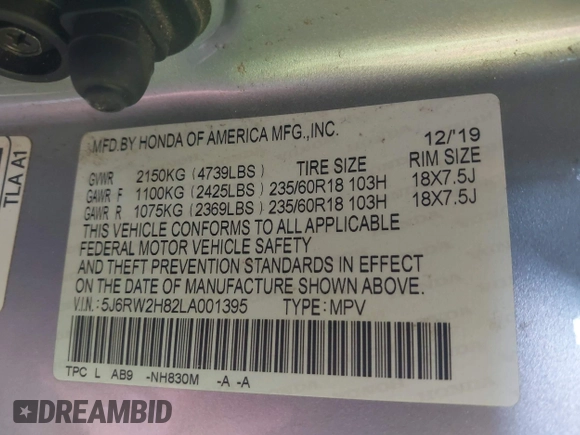 MFD.BY HONDA OF AMERICA MFG.,INC. 12/'19
GVWR 2150KG (4739LBS) TIRE SIZE RIM SIZE
GAWR F 1100KG (2425LBS) 235/60R18 103H 18X7.5J
GAWR R 1075KG (2369LBS) 235/60R18 103H 18X7.5J
THIS VEHICLE CONFORMS TO ALL APPLICABLE
FEDERAL MOTOR VEHICLE SAFETY
AND THEFT PREVENTION STANDARDS IN EFFECT
ON THE DATE OF MANUFACTURE SHOWN ABOVE.
V.I.N.: 5J6RW2H82LA001395 TYPE: MPV
TPC L AB9 -NH830M -A -A
TLA A1
DREAMBID